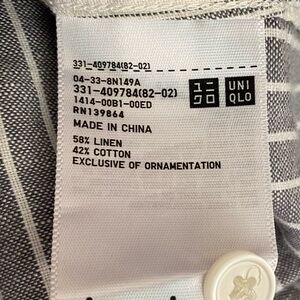 331-409784(82-02)
04-33-8N149A
331-409784(82-02)
1414-00B1-00ED
RN139864
MADE IN CHINA
58% LINEN
42% COTTON
EXCLUSIVE OF ORNAMENTATION
ユニ
クロ
UNI
QLO